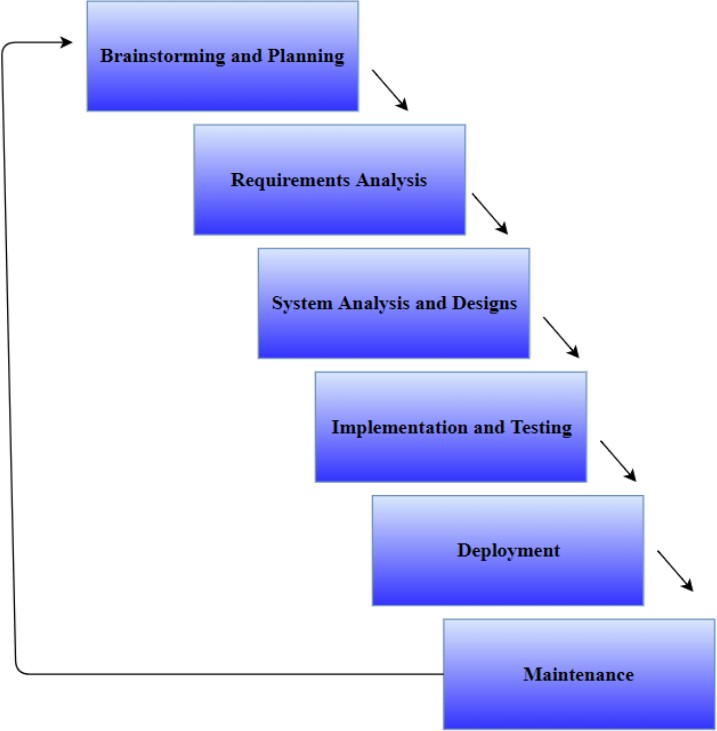 Brainstorming and Planning
Requirements Analysis
System Analysis and Designs
Implementation and Testing
Deployment
Maintenance